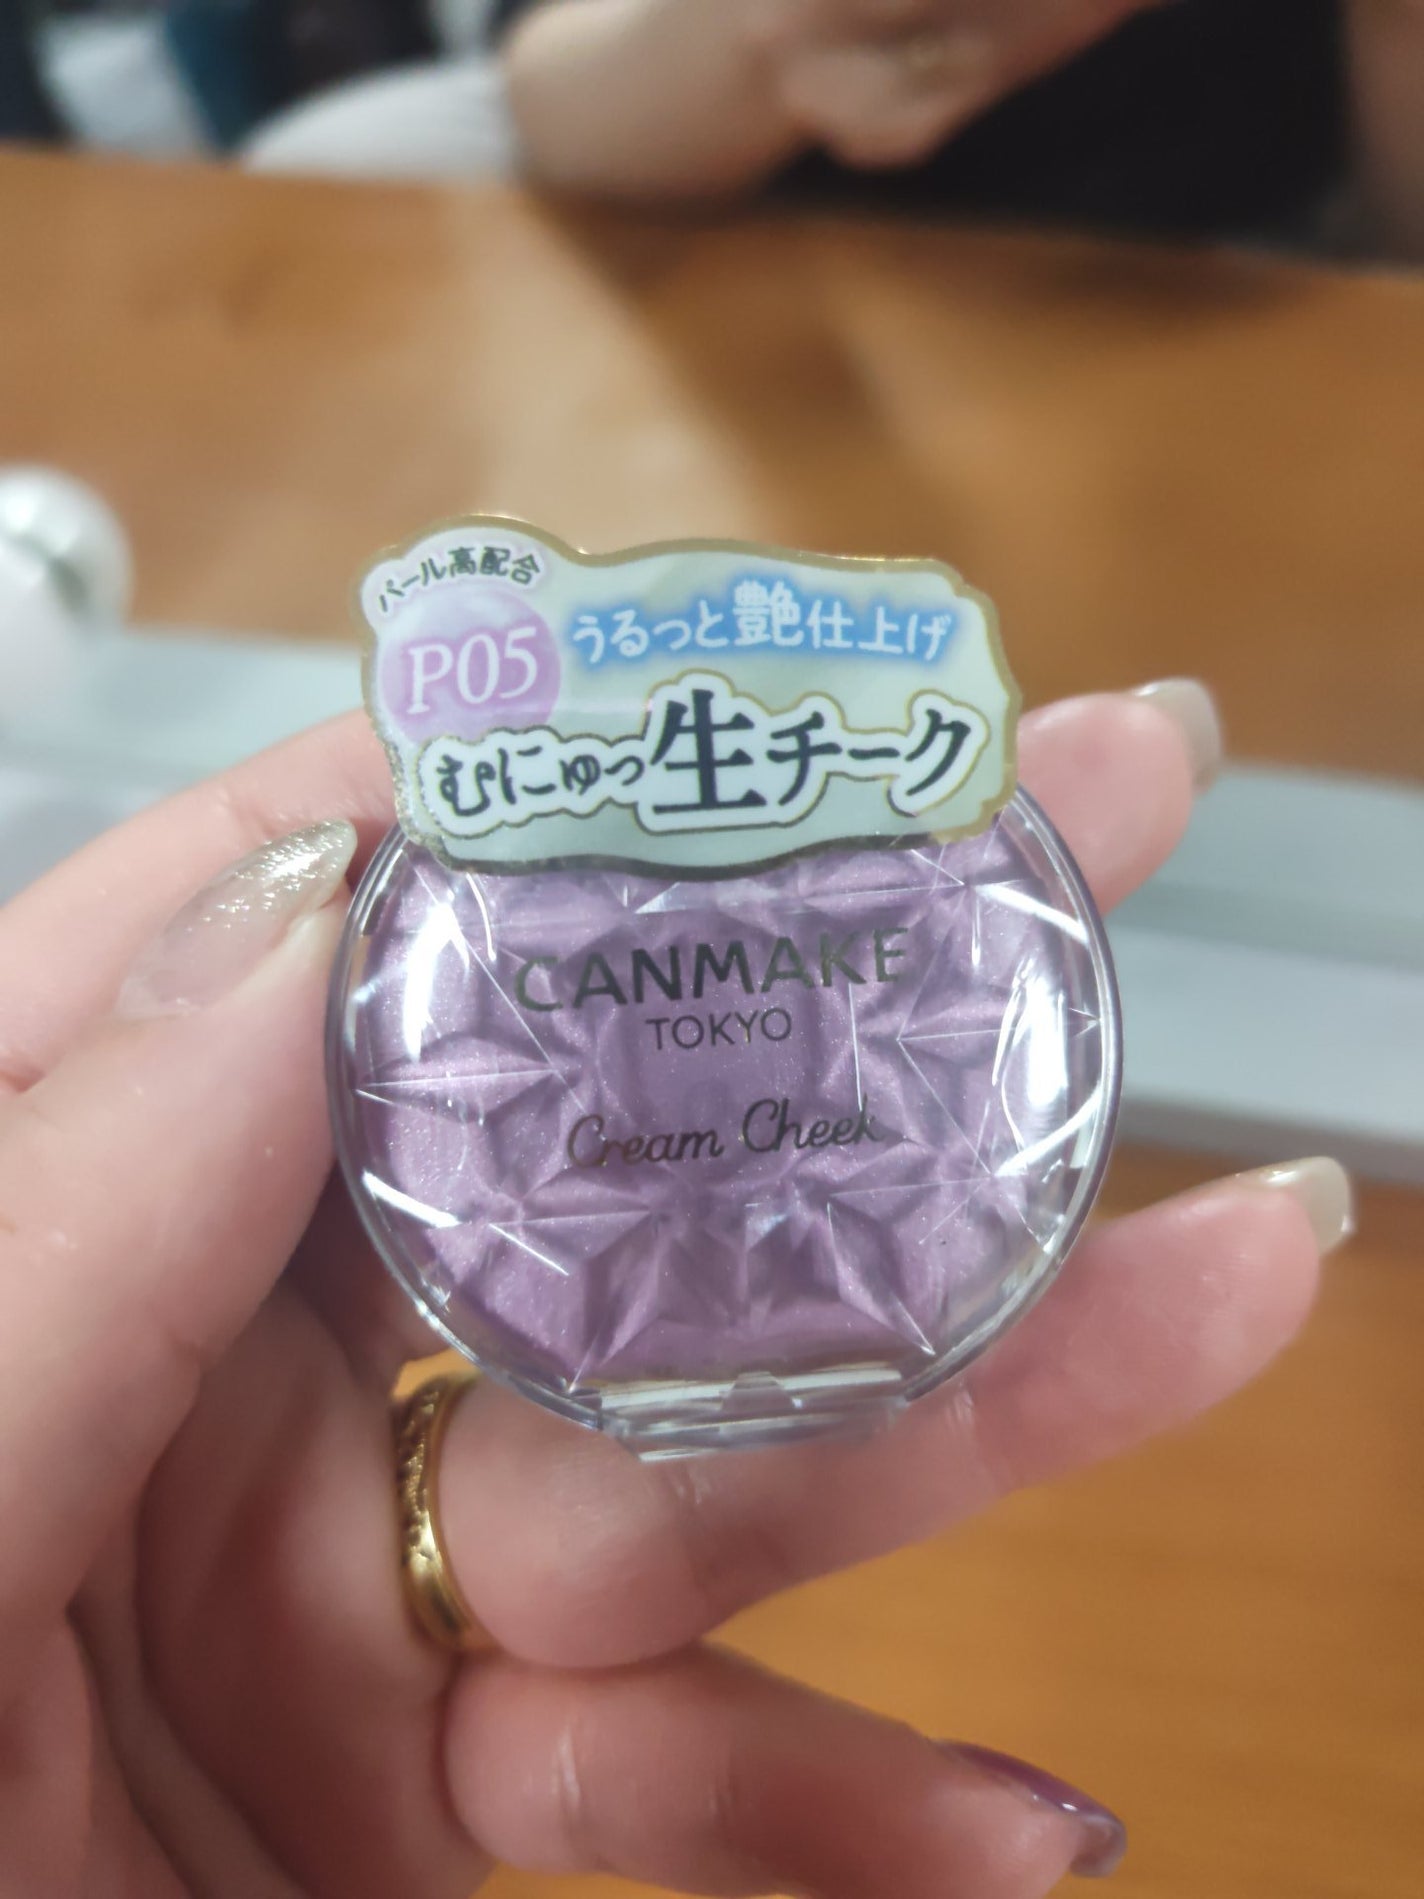 パール高配合
P05
うるっと艶仕上げ
むにゅっ生チーク
CANMAKE
TOKYO
Cream Cheek